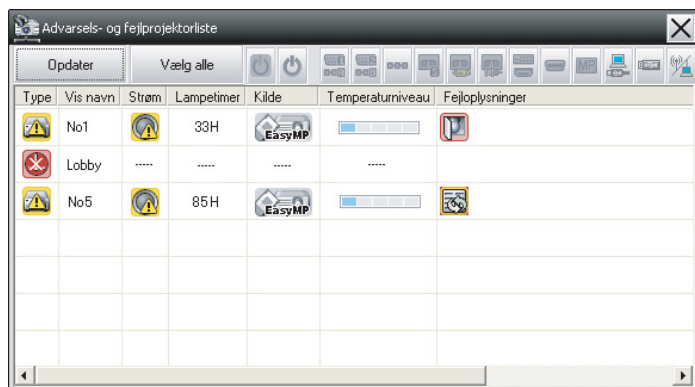 Advarsels- og fejlprojektorliste
Opdater Vælg alle MP
Type Vis navn Strøm Lampetimer Kilde Temperaturniveau Fejloplysninger
No1 33H EasyMP
Lobby ----- ----- ----- -----
No5 85H EasyMP